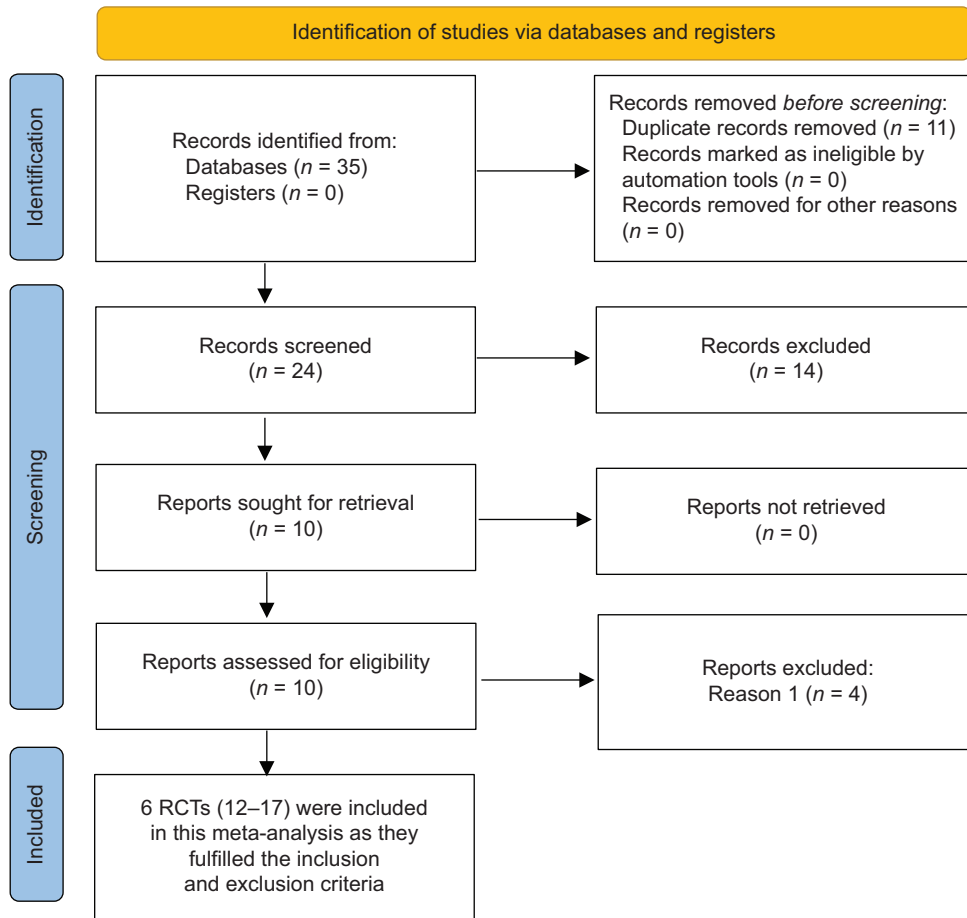 Identification of studies via databases and registers
Identification
Records identified from:
Databases (n = 35)
Registers (n = 0)
Records removed before screening:
Duplicate records removed (n = 11)
Records marked as ineligible by
automation tools (n = 0)
Records removed for other reasons
(n = 0)
Screening
Records screened
(n = 24)
Records excluded
(n = 14)
Reports sought for retrieval
(n = 10)
Reports not retrieved
(n = 0)
Reports assessed for eligibility
(n = 10)
Reports excluded:
Reason 1 (n = 4)
Included
6 RCTs (12–17) were included
in this meta-analysis as they
fulfilled the inclusion
and exclusion criteria